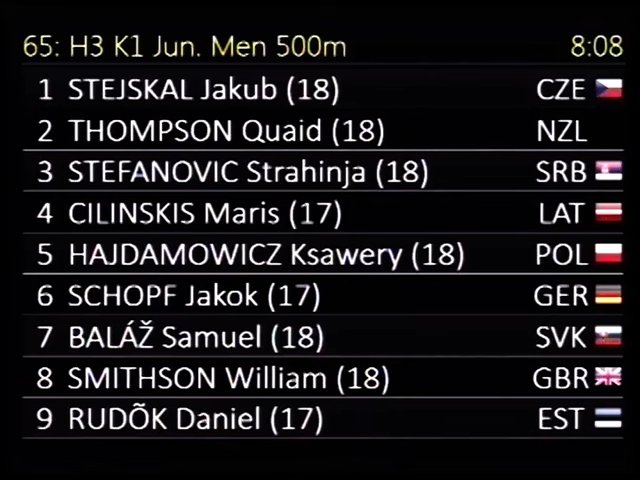 65: H3 K1 Jun. Men 500m 8:08
1 STEJSKAL Jakub (18) CZE
2 THOMPSON Quaid (18) NZL
3 STEFANOVIC Strahinja (18) SRB
4 CILINSKIS Maris (17) LAT
5 HAJDAMOWICZ Ksawery (18) POL
6 SCHOPF Jakok (17) GER
7 BALÁŽ Samuel (18) SVK
8 SMITHSON William (18) GBR
9 RUDÕK Daniel (17) EST